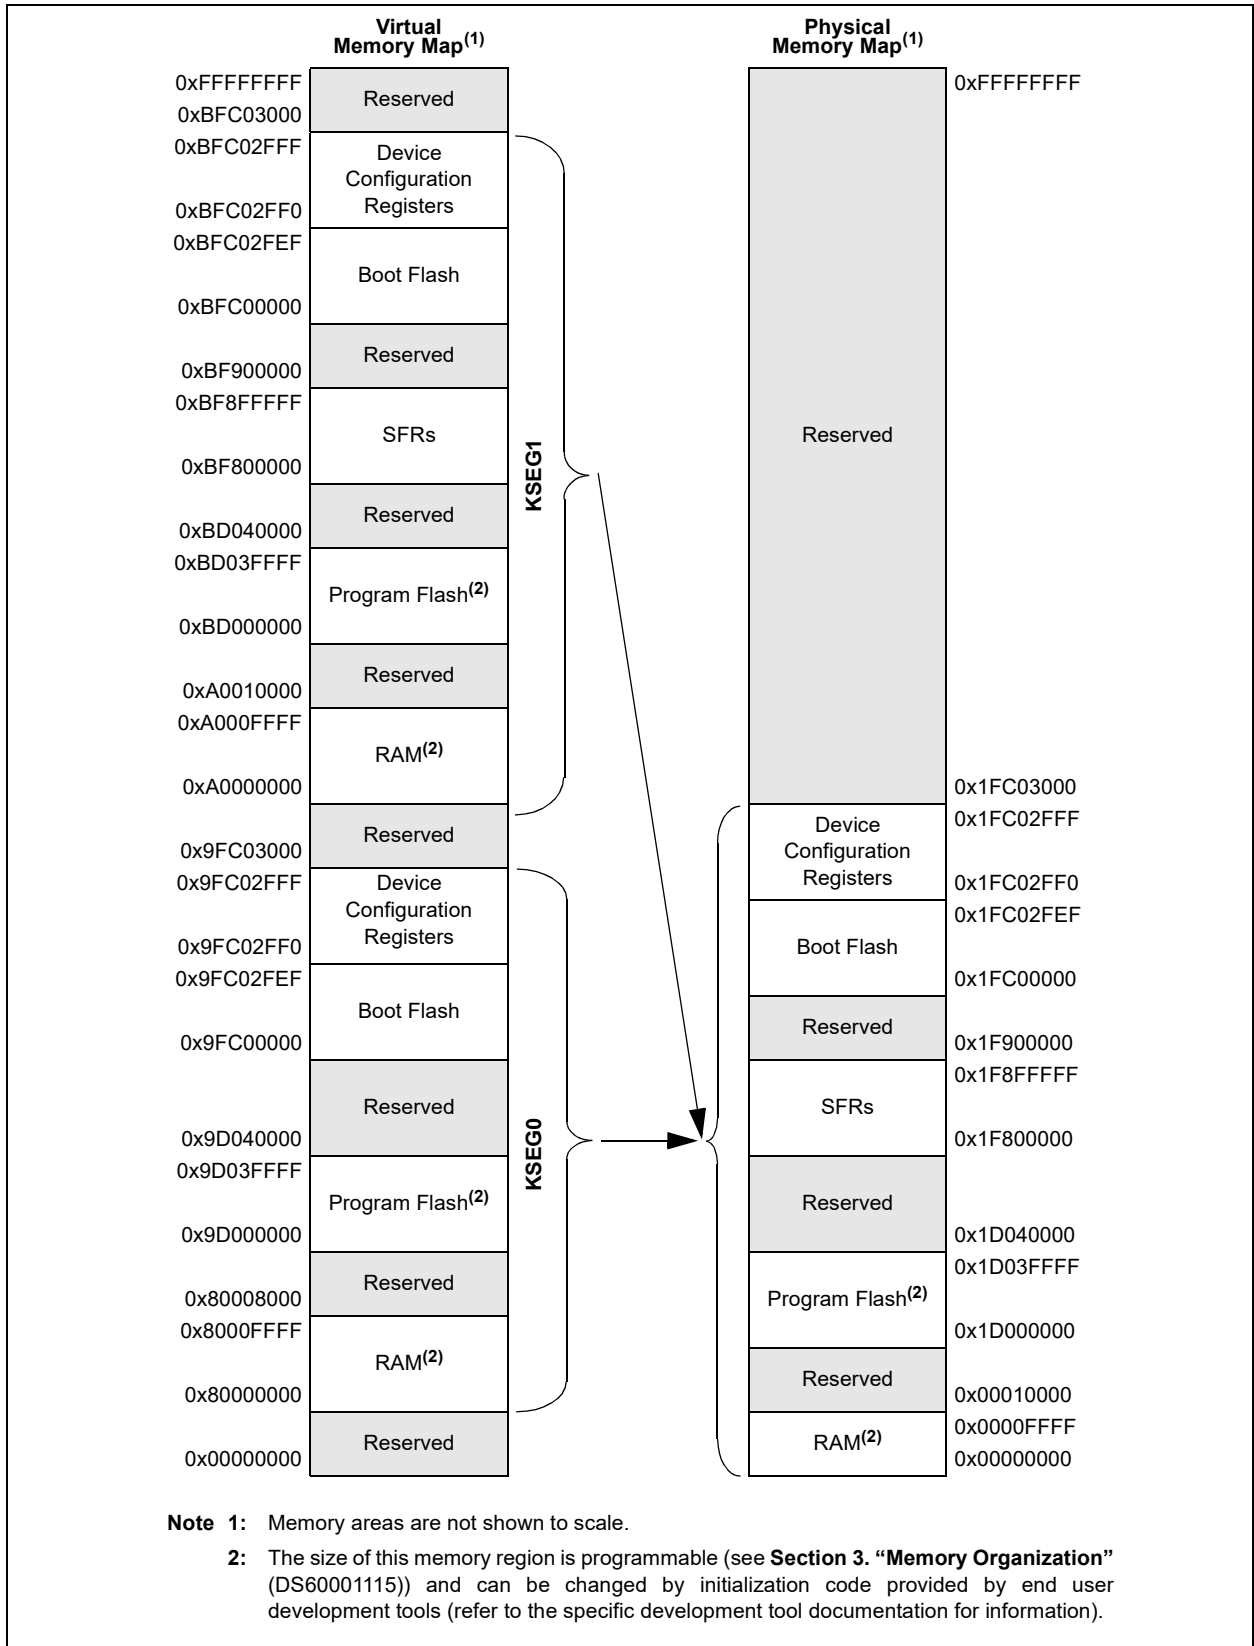 Virtual
Memory Map(1)
0xFFFFFFFF
Reserved
0xBFC03000
0xBFC02FFF
Device
Configuration
Registers
0xBFC02FF0
0xBFC02FEF
Boot Flash
0xBFC00000
Reserved
0xBF900000
0xBF8FFFFF
SFRs
0xBF800000
Reserved
0xBD040000
0xBD03FFFF
Program Flash(2)
0xBD000000
Reserved
0xA0010000
0xA000FFFF
RAM(2)
0xA0000000
Reserved
0x9FC03000
0x9FC02FFF
Device
Configuration
Registers
0x9FC02FF0
0x9FC02FEF
Boot Flash
0x9FC00000
Reserved
0x9D040000
0x9D03FFFF
Program Flash(2)
0x9D000000
Reserved
0x80008000
0x8000FFFF
RAM(2)
0x80000000
Reserved
0x00000000
KSEG1
KSEG0
Physical
Memory Map(1)
0xFFFFFFFF
Reserved
0x1FC03000
0x1FC02FFF
Device
Configuration
Registers
0x1FC02FF0
0x1FC02FEF
Boot Flash
0x1FC00000
Reserved
0x1F900000
0x1F8FFFFF
SFRs
0x1F800000
Reserved
0x1D040000
0x1D03FFFF
Program Flash(2)
0x1D000000
Reserved
0x00010000
0x0000FFFF
RAM(2)
0x00000000
Note 1: Memory areas are not shown to scale.
2: The size of this memory region is programmable (see Section 3. “Memory Organization”
(DS60001115)) and can be changed by initialization code provided by end user
development tools (refer to the specific development tool documentation for information).